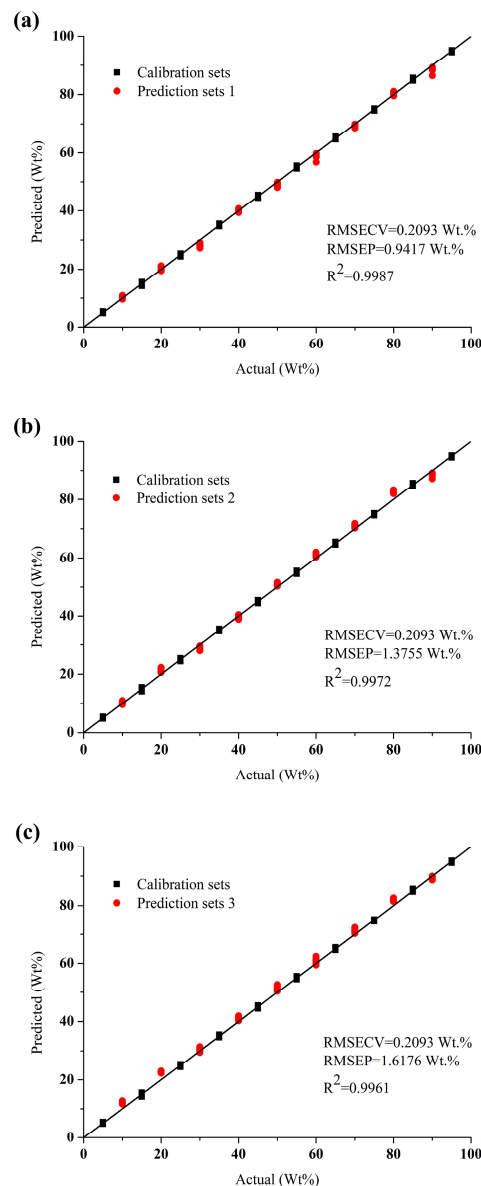 (a)
100
80
60
40
20
0
Predicted (Wt%)
Calibration sets
Prediction sets 1
RMSECV=0.2093 Wt.%
RMSEP=0.9417 Wt.%
R²=0.9987
0 20 40 60 80 100
Actual (Wt%)
(b)
100
80
60
40
20
0
Predicted (Wt%)
Calibration sets
Prediction sets 2
RMSECV=0.2093 Wt.%
RMSEP=1.3755 Wt.%
R²=0.9972
0 20 40 60 80 100
Actual (Wt%)
(c)
100
80
60
40
20
0
Predicted (Wt%)
Calibration sets
Prediction sets 3
RMSECV=0.2093 Wt.%
RMSEP=1.6176 Wt.%
R²=0.9961
0 20 40 60 80 100
Actual (Wt%)